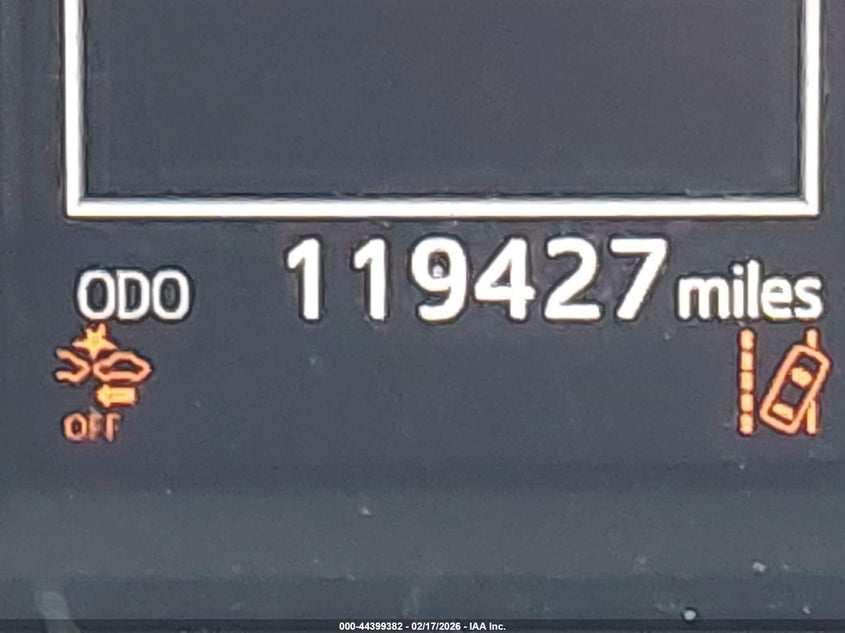 ODO 119427 miles
OFF
000-44399382 - 02/17/2026 - IAA Inc.